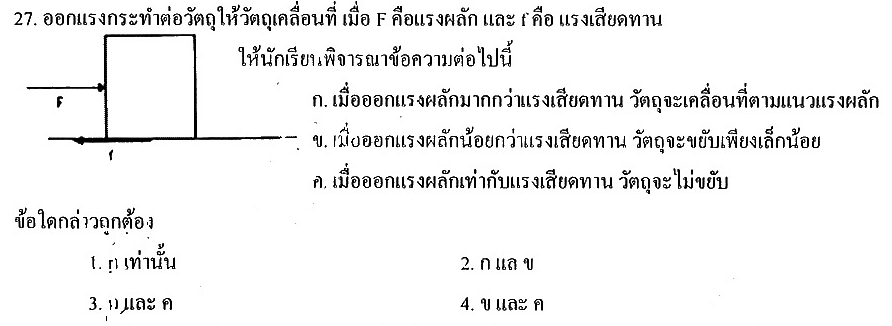 27. ออกแรงกระทำต่อวัตถุให้วัตถุเคลื่อนที่ เมื่อ F คือแรงผลัก และ f คือ แรงเสียดทาน
ให้นักเรียนพิจารณาข้อความต่อไปนี้
F
ก. เมื่อออกแรงผลักมากกว่าแรงเสียดทาน วัตถุจะเคลื่อนที่ตามแนวแรงผลัก
ข. เมื่อออกแรงผลักน้อยกว่าแรงเสียดทาน วัตถุจะขยับเพียงเล็กน้อย
f
ค. เมื่อออกแรงผลักเท่ากับแรงเสียดทาน วัตถุจะไม่ขยับ
ข้อใดกล่าวถูกต้อง
1. ก เท่านั้น
2. ก แล ข
3. ก และ ค
4. ข และ ค